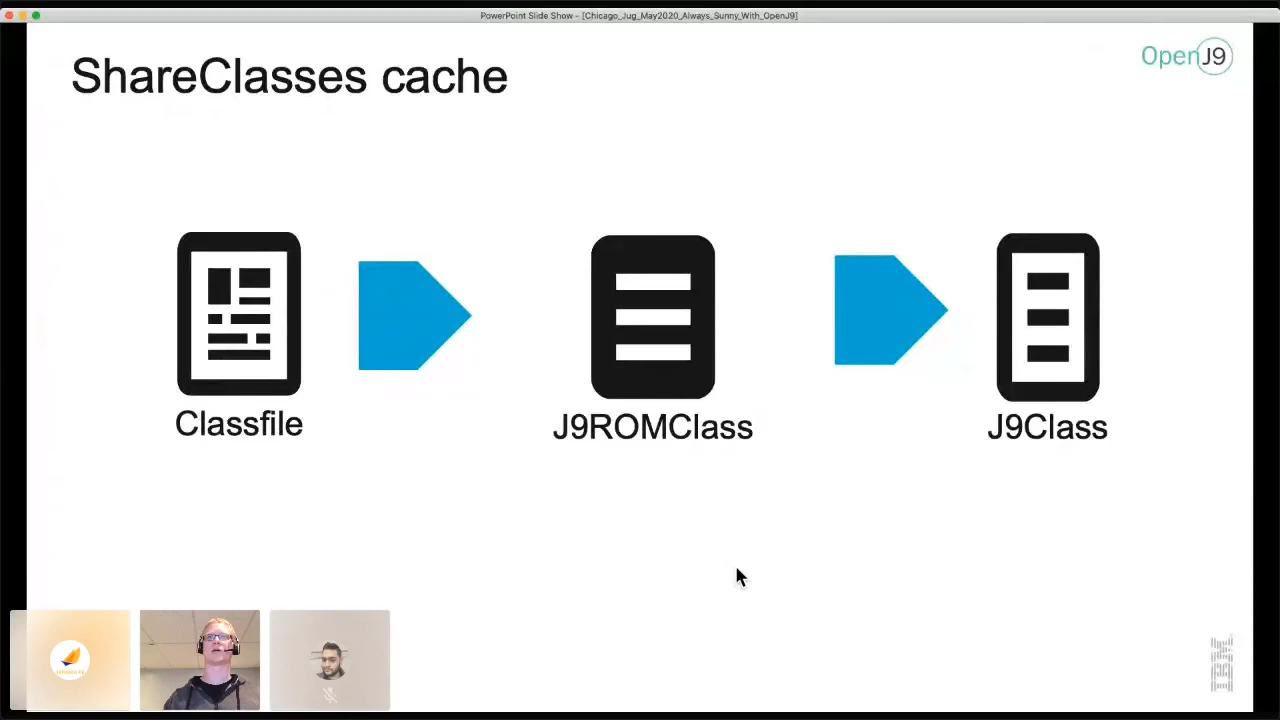 PowerPoint Slide Show - [Chicago_Jug_May2020_Always_Sunny_With_OpenJ9]
ShareClasses cache
OpenJ9
Classfile
J9ROMClass
J9Class
IBM